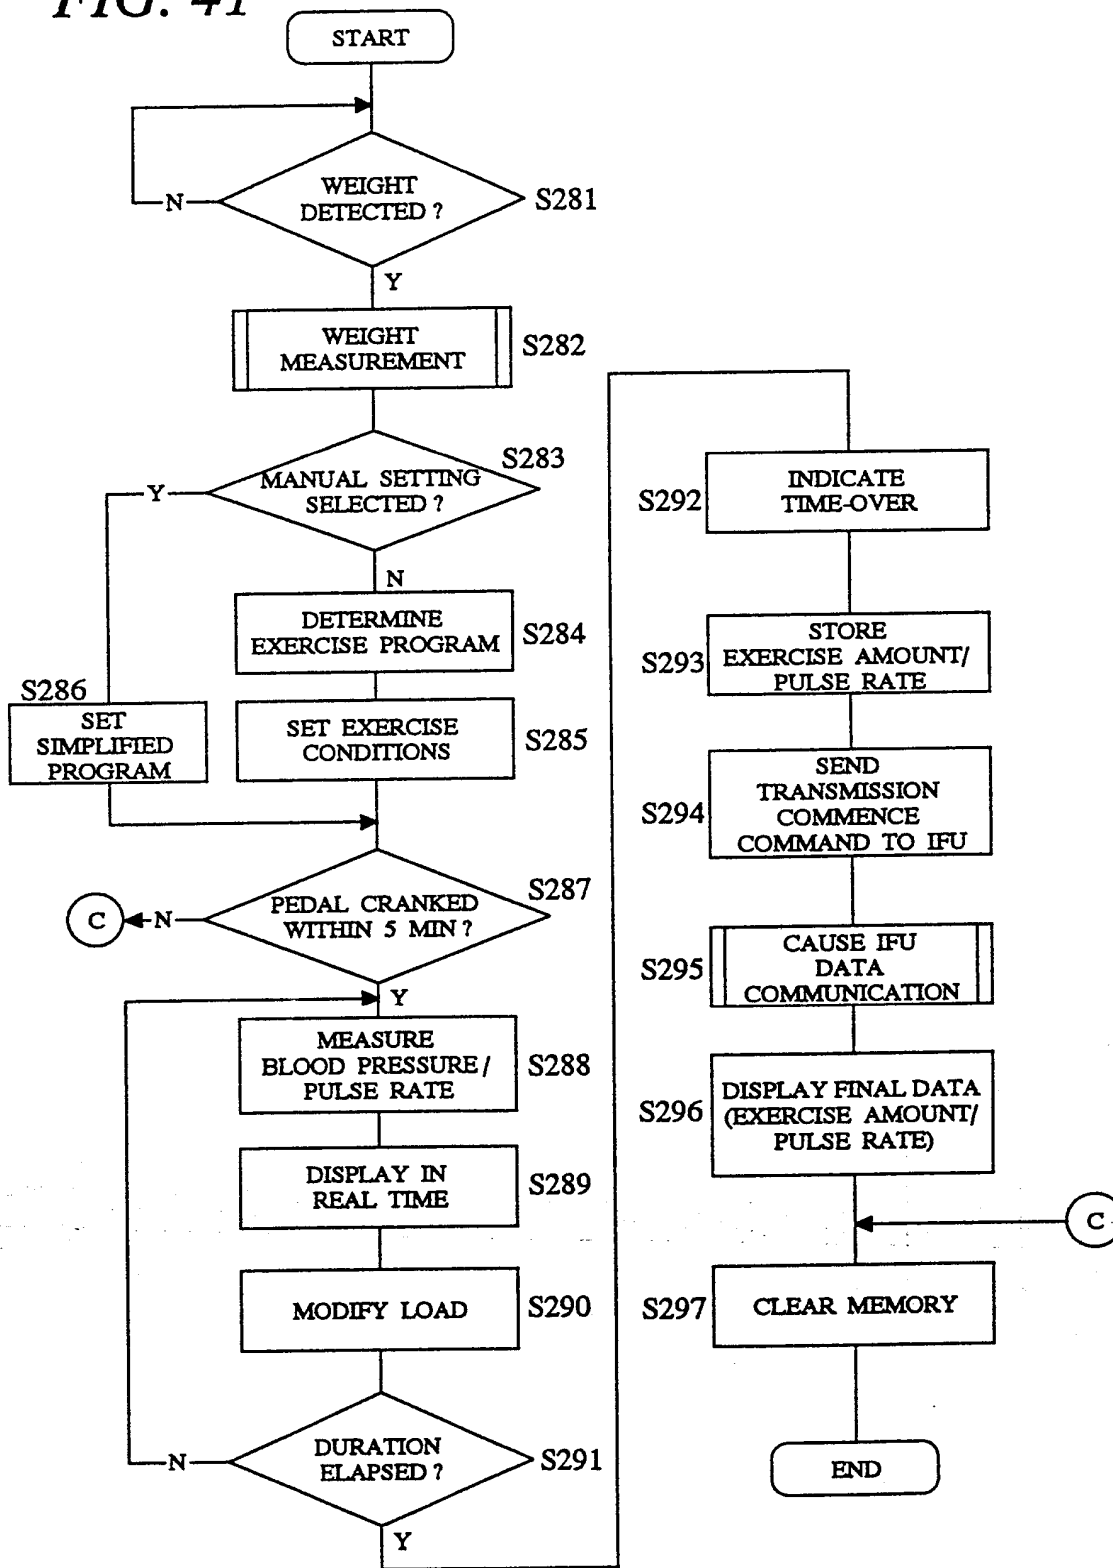 FIG. 41
START
WEIGHT
DETECTED ?
N
S281
Y
WEIGHT
MEASUREMENT
S282
MANUAL SETTING
SELECTED ?
S283
Y
N
DETERMINE
EXERCISE PROGRAM
S284
S286
SET
SIMPLIFIED
PROGRAM
SET EXERCISE
CONDITIONS
S285
PEDAL CRANKED
WITHIN 5 MIN ?
S287
C
N
Y
MEASURE
BLOOD PRESSURE /
PULSE RATE
S288
DISPLAY IN
REAL TIME
S289
MODIFY LOAD
S290
DURATION
ELAPSED ?
S291
N
Y
INDICATE
TIME-OVER
S292
STORE
EXERCISE AMOUNT/
PULSE RATE
S293
SEND
TRANSMISSION
COMMENCE
COMMAND TO IFU
S294
CAUSE IFU
DATA
COMMUNICATION
S295
DISPLAY FINAL DATA
(EXERCISE AMOUNT/
PULSE RATE)
S296
C
CLEAR MEMORY
S297
END